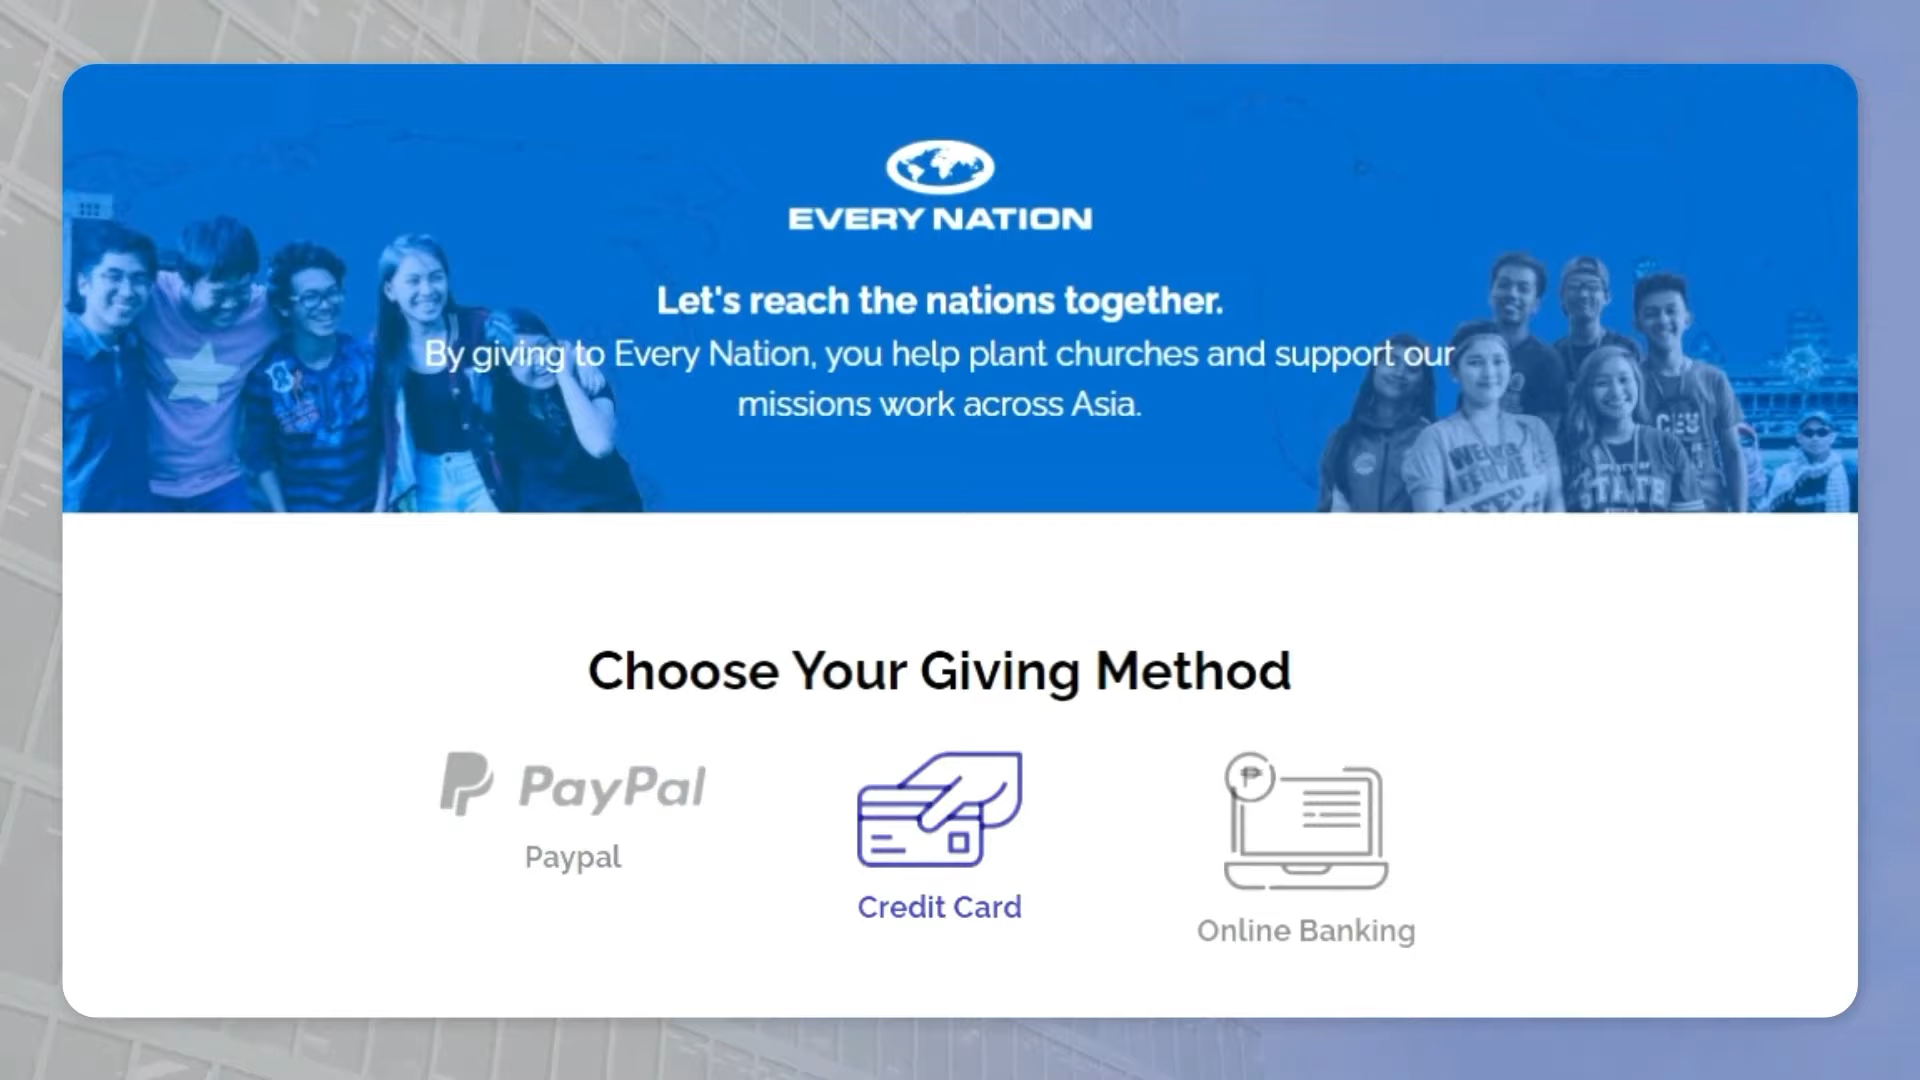 EVERY NATION
Let's reach the nations together.
By giving to Every Nation, you help plant churches and support our
missions work across Asia.
STATE
Choose Your Giving Method
PayPal
Paypal
Credit Card
Online Banking